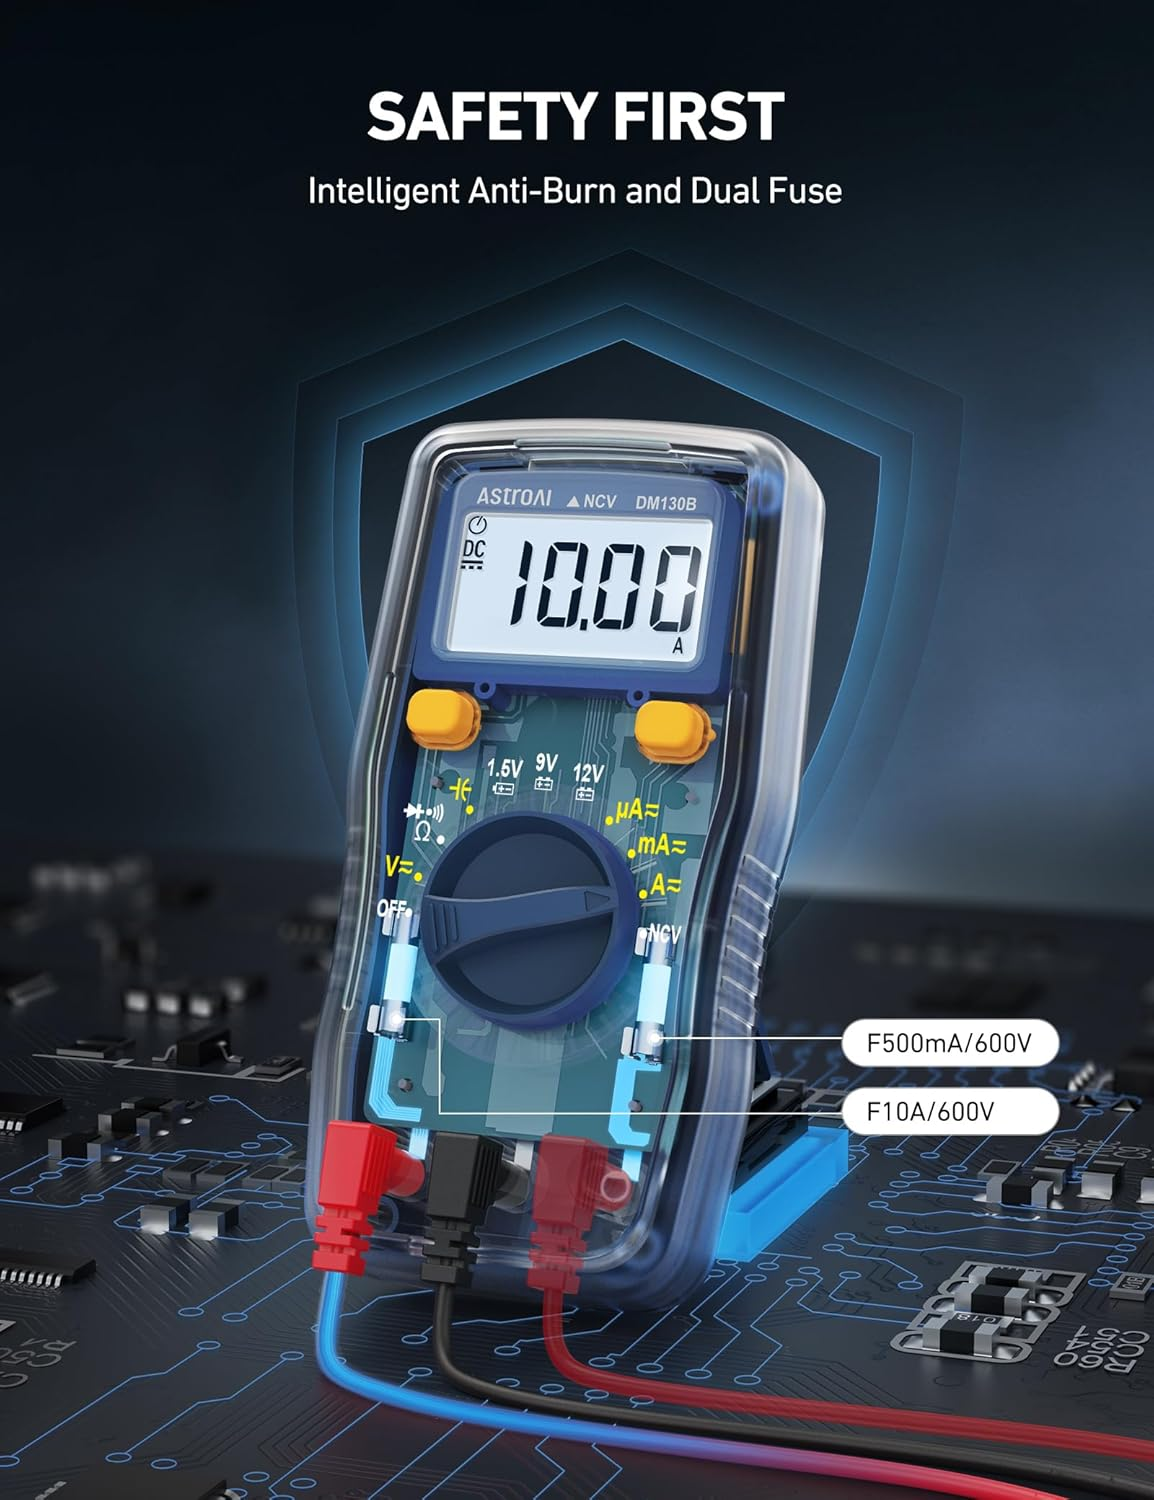 SAFETY FIRST
Intelligent Anti-Burn and Dual Fuse
AstroAI ▲NCV DM130B
DC
10.00
A
1.5V 9V 12V
µA≂
mA≂
Ω
V≂
A≂
OFF
NCV
F500mA/600V
F10A/600V